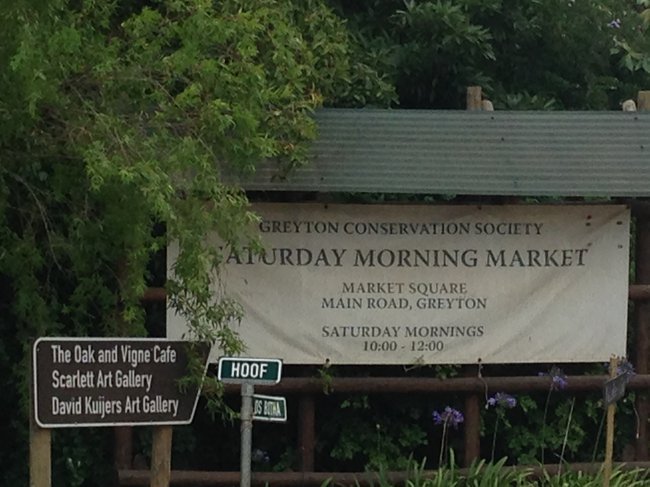 GREYTON CONSERVATION SOCIETY
SATURDAY MORNING MARKET
MARKET SQUARE
MAIN ROAD, GREYTON
SATURDAY MORNINGS
10:00 - 12:00
The Oak and Vigne Cafe
Scarlett Art Gallery
David Kuijers Art Gallery
HOOF
BOTHA